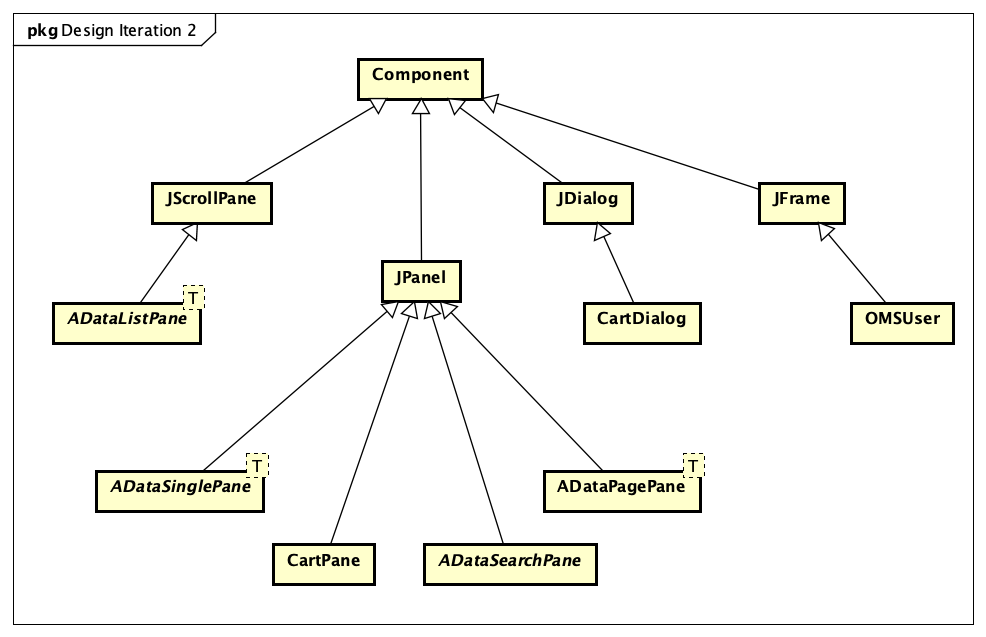 pkg Design Iteration 2
Component
JScrollPane
JDialog
JFrame
JPanel
T
ADataListPane
CartDialog
OMSUser
T
ADataSinglePane
T
ADataPagePane
CartPane
ADataSearchPane